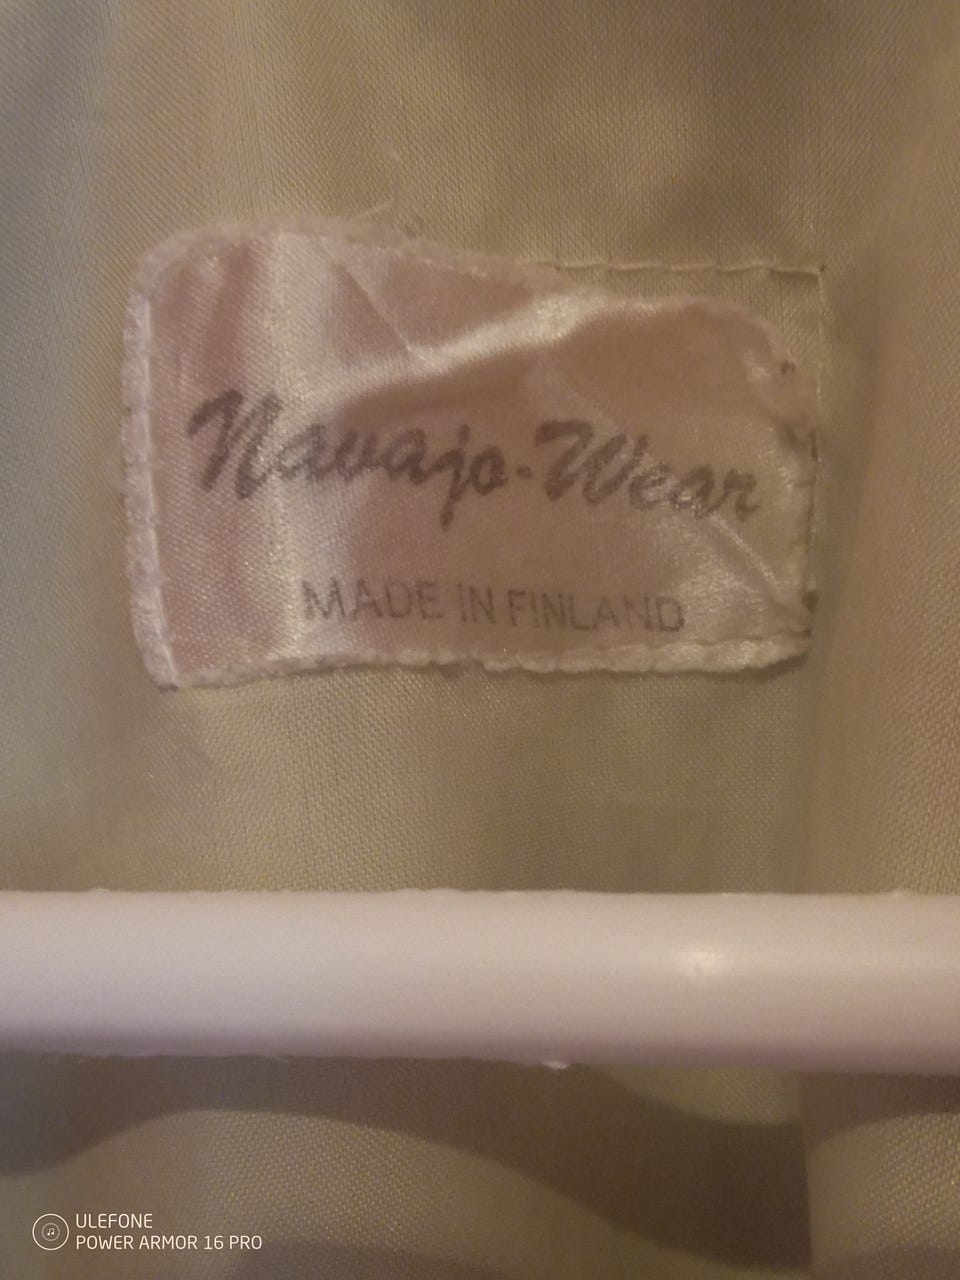 Navajo-Wear
MADE IN FINLAND
ULEFONE
POWER ARMOR 16 PRO